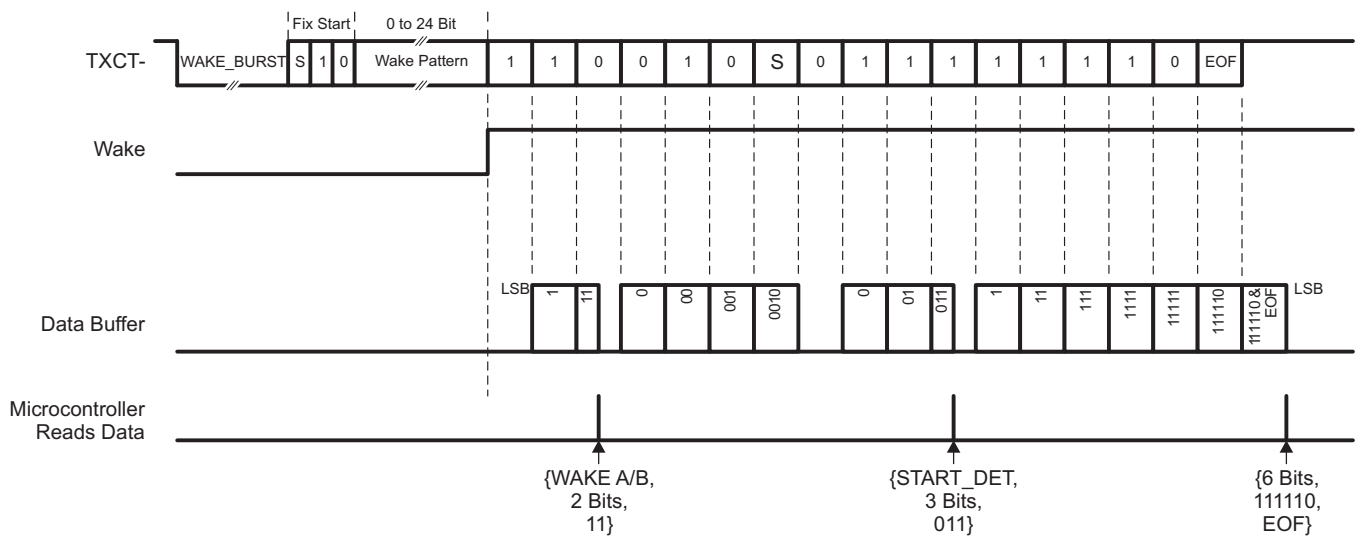 Fix Start
0 to 24 Bit
TXCT-
WAKE_BURST S 1 0 Wake Pattern 1 1 0 0 1 0 S 0 1 1 1 1 1 1 1 0 EOF
Wake
LSB 1 11 0 00 001 0010 0 01 011 1 11 111 1111 11111 111110 111110 & EOF LSB
Data Buffer
Microcontroller
Reads Data
{WAKE A/B,
2 Bits,
11}
{START_DET,
3 Bits,
011}
{6 Bits,
111110,
EOF}